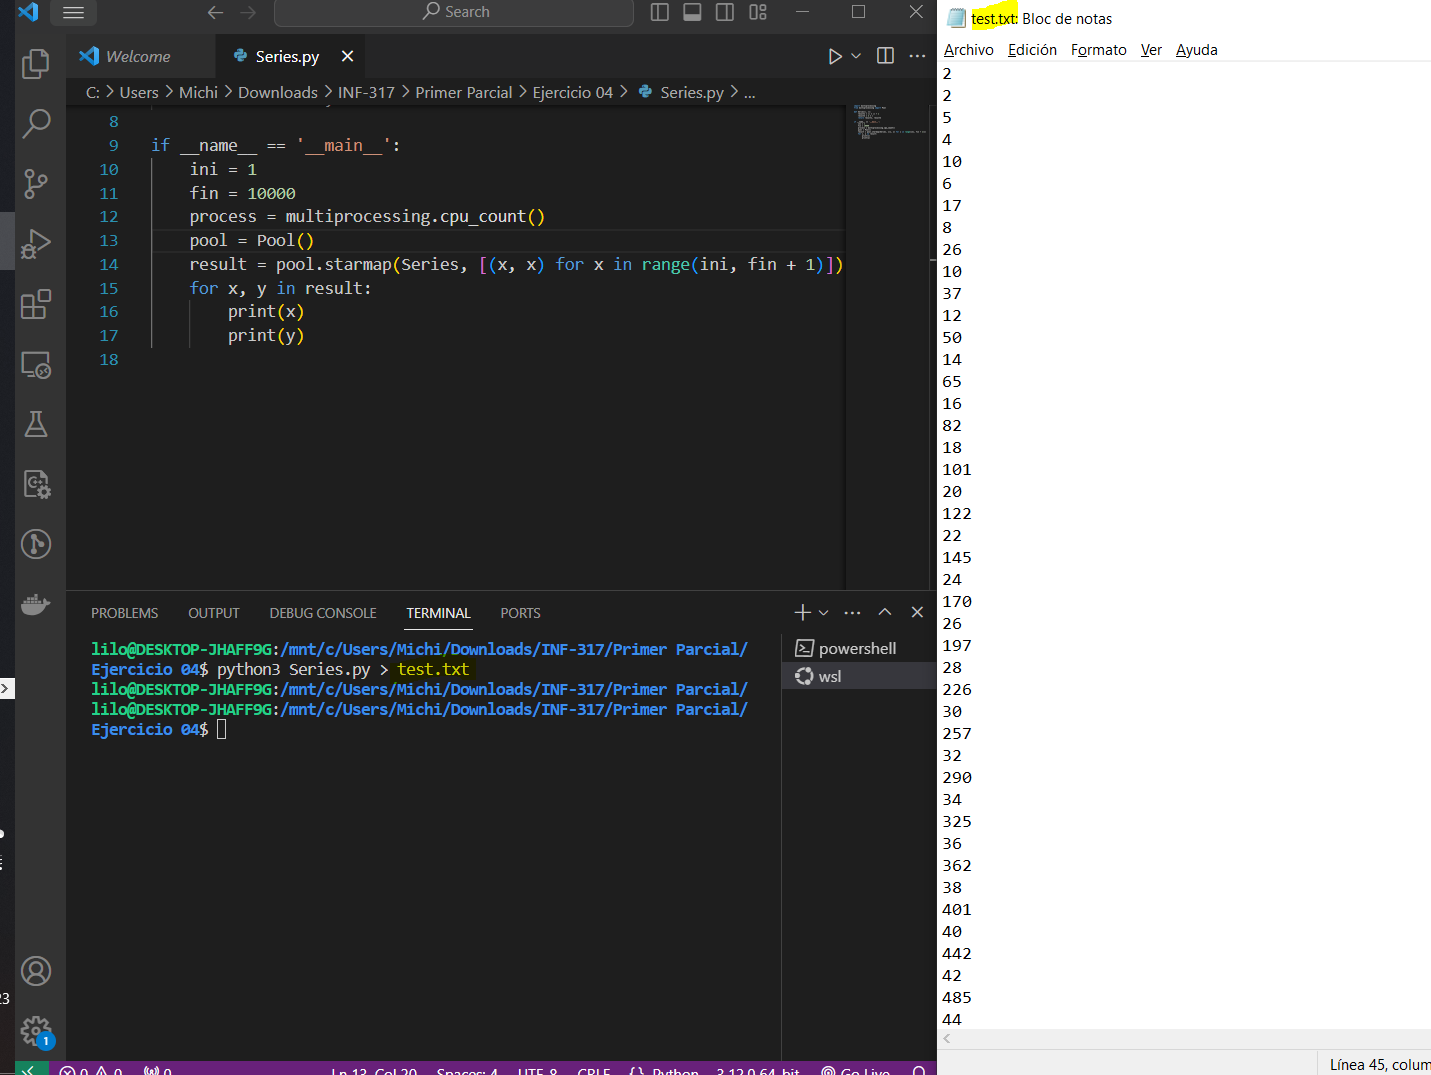 Search
Welcome
Series.py
C: > Users > Michi > Downloads > INF-317 > Primer Parcial > Ejercicio 04 > Series.py > ...
8
9 if __name__ == '__main__':
10 ini = 1
11 fin = 10000
12 process = multiprocessing.cpu_count()
13 pool = Pool()
14 result = pool.starmap(Series, [(x, x) for x in range(ini, fin + 1)])
15 for x, y in result:
16 print(x)
17 print(y)
18
PROBLEMS OUTPUT DEBUG CONSOLE TERMINAL PORTS
lilo@DESKTOP-JHAFF9G:/mnt/c/Users/Michi/Downloads/INF-317/Primer Parcial/
Ejercicio 04$ python3 Series.py > test.txt
lilo@DESKTOP-JHAFF9G:/mnt/c/Users/Michi/Downloads/INF-317/Primer Parcial/
lilo@DESKTOP-JHAFF9G:/mnt/c/Users/Michi/Downloads/INF-317/Primer Parcial/
Ejercicio 04$
powershell
wsl
23
1
0 0 0 Ln 13, Col 20 Spaces: 4 UTF-8 CRLF {} Python 3.12.0 64-bit Go Live
test.txt: Bloc de notas
Archivo Edición Formato Ver Ayuda
2
2
5
4
10
6
17
8
26
10
37
12
50
14
65
16
82
18
101
20
122
22
145
24
170
26
197
28
226
30
257
32
290
34
325
36
362
38
401
40
442
42
485
44
Línea 45, colum